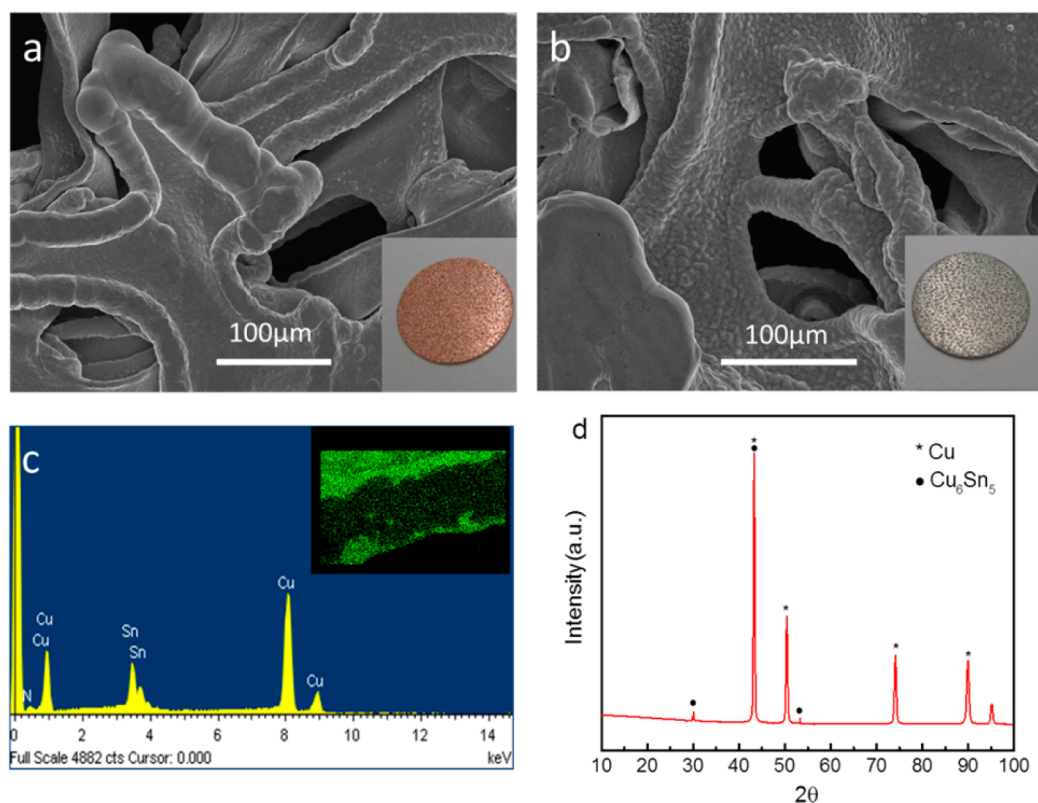 a
100μm
b
100μm
c
Cu
Cu
N
Sn
Sn
Cu
Cu
0 2 4 6 8 10 12 14
Full Scale 4882 cts Cursor: 0.000 keV
d
* Cu
● Cu₆Sn₅
Intensity (a.u.)
10 20 30 40 50 60 70 80 90 100
2θ